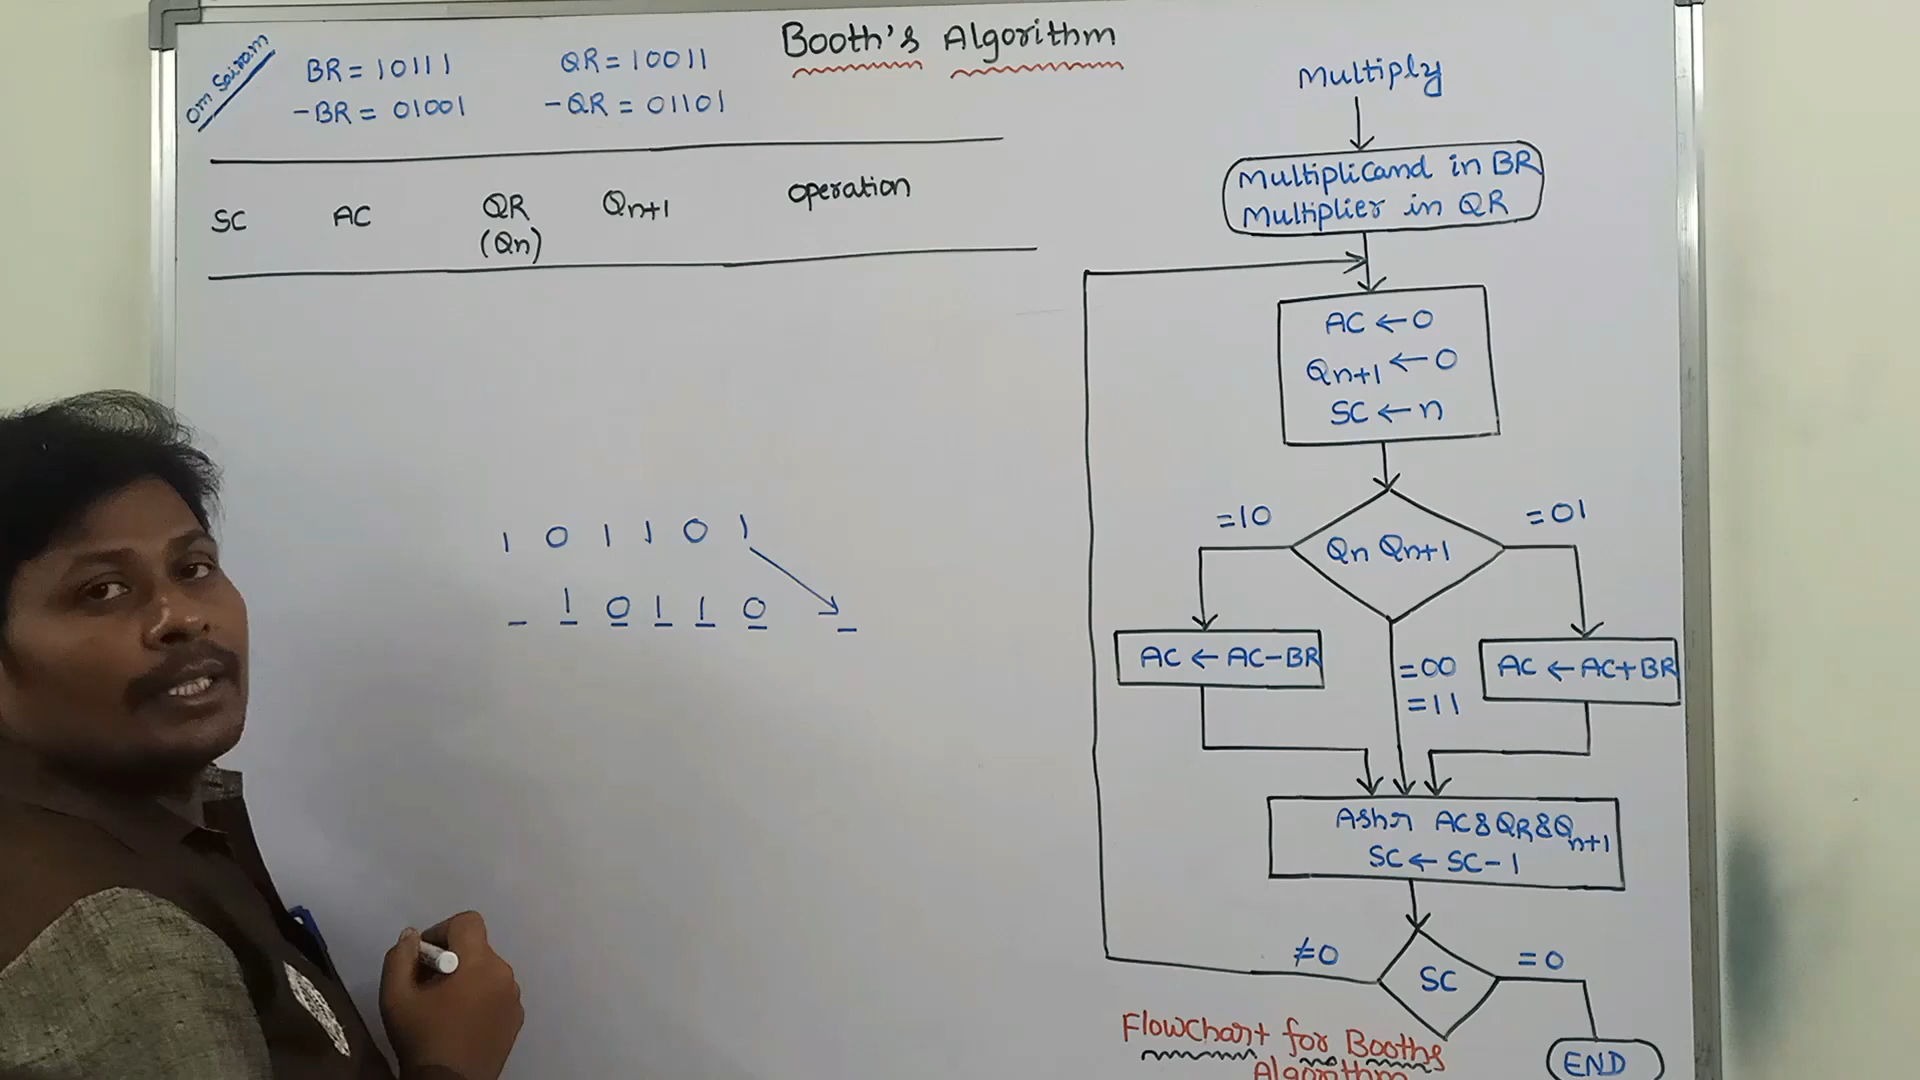 Om Sairam
BR = 10111
-BR = 01001
QR = 10011
-QR = 01101
Booth's Algorithm
SC AC QR Qn+1 operation
(Qn)
1 0 1 1 0 1
_ 1 0 1 1 0 _
Multiply
Multiplicand in BR
Multiplier in QR
AC ← 0
Qn+1 ← 0
SC ← n
=10
Qn Qn+1
=01
AC ← AC-BR
=00
=11
AC ← AC+BR
Ashr AC&QR&Qn+1
SC ← SC-1
≠0
SC
=0
END
Flowchart for Booths
Algorithm